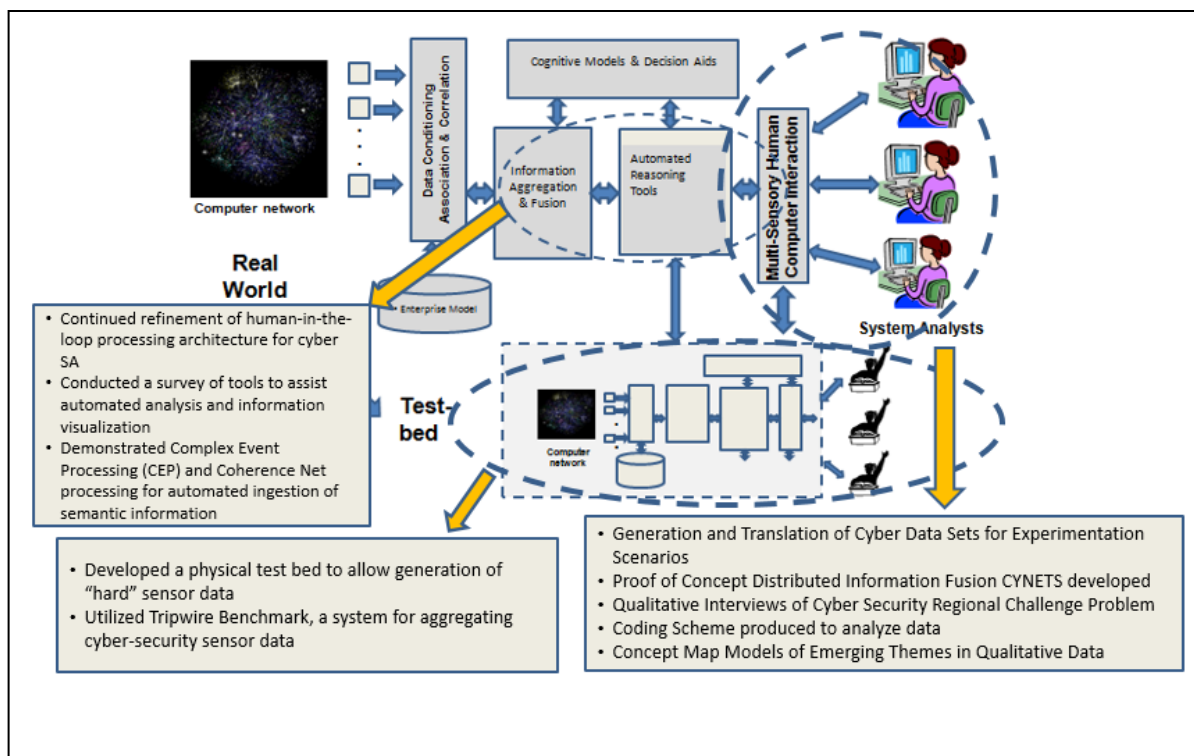 Cognitive Models & Decision Aids
Computer network
Data Conditioning
Association & Correlation
Information
Aggregation
& Fusion
Automated
Reasoning
Tools
Multi-Sensory Human
Computer Interaction
System Analysts
Real
World
Enterprise Model
• Continued refinement of human-in-the-
loop processing architecture for cyber
SA
• Conducted a survey of tools to assist
automated analysis and information
visualization
• Demonstrated Complex Event
Processing (CEP) and Coherence Net
processing for automated ingestion of
semantic information
Test-
bed
Computer
network
• Developed a physical test bed to allow generation of
“hard” sensor data
• Utilized Tripwire Benchmark, a system for aggregating
cyber-security sensor data
• Generation and Translation of Cyber Data Sets for Experimentation
Scenarios
• Proof of Concept Distributed Information Fusion CYNETS developed
• Qualitative Interviews of Cyber Security Regional Challenge Problem
• Coding Scheme produced to analyze data
• Concept Map Models of Emerging Themes in Qualitative Data